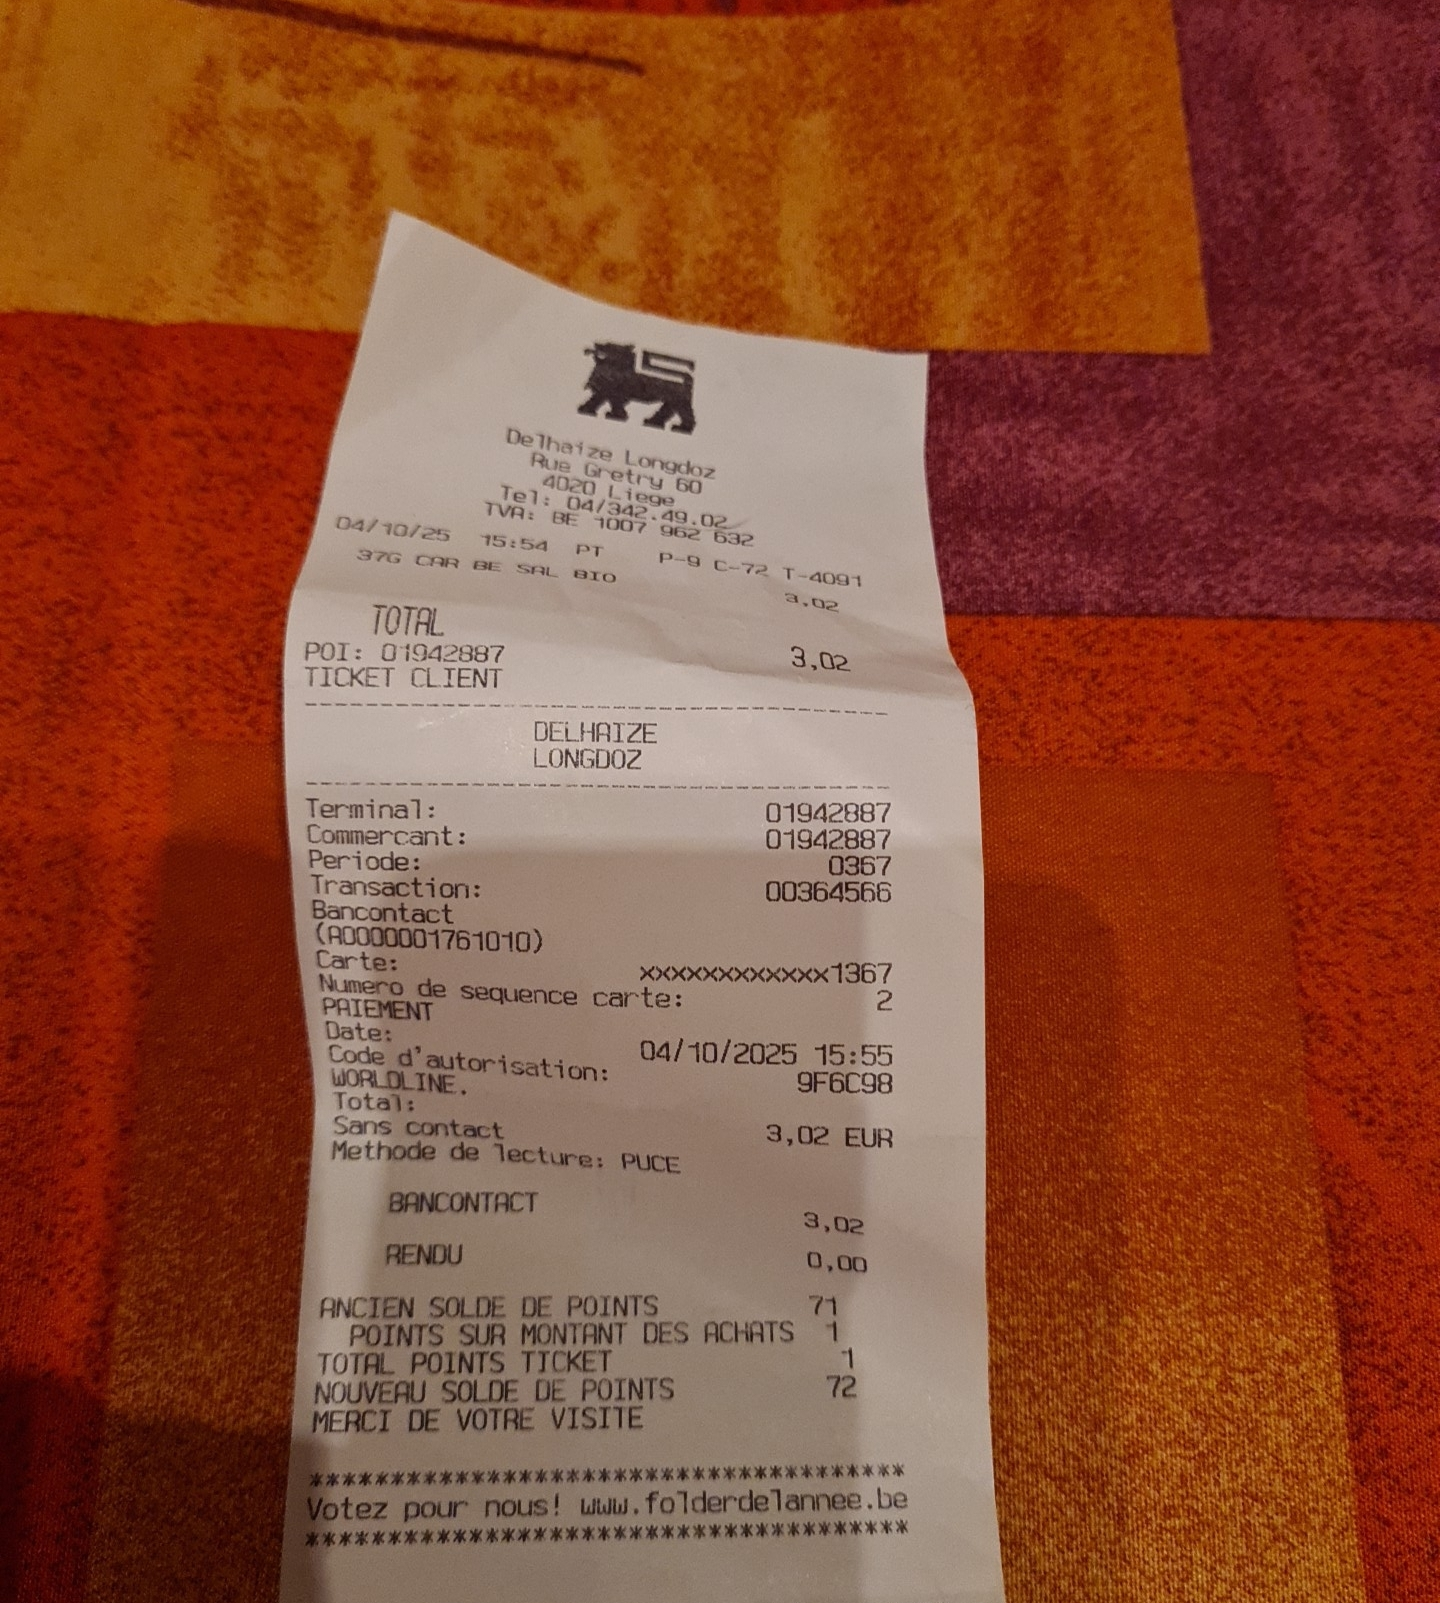 Delhaize Longdoz
Rue Gretry 60
4020 Liege
Tel: 04/342.49.02
TVA: BE 1007 962 632
04/10/25 15:54 PT P-9 C-72 T-4091
37G CAR BE SAL BIO 3,02
TOTAL 3,02
POI: 01942887
TICKET CLIENT
DELHAIZE
LONGDOZ
Terminal: 01942887
Commercant: 01942887
Periode: 0367
Transaction: 00364566
Bancontact
(A0000001761010)
Carte: xxxxxxxxxxxxx1367
Numero de sequence carte: 2
PAIEMENT
Date: 04/10/2025 15:55
Code d'autorisation: 9F6C98
WORLDLINE.
Total: 3,02 EUR
Sans contact
Methode de lecture: PUCE
BANCONTACT 3,02
RENDU 0,00
ANCIEN SOLDE DE POINTS 71
POINTS SUR MONTANT DES ACHATS 1
TOTAL POINTS TICKET 1
NOUVEAU SOLDE DE POINTS 72
MERCI DE VOTRE VISITE
*************************************
Votez pour nous! www.folderdelannee.be
*************************************